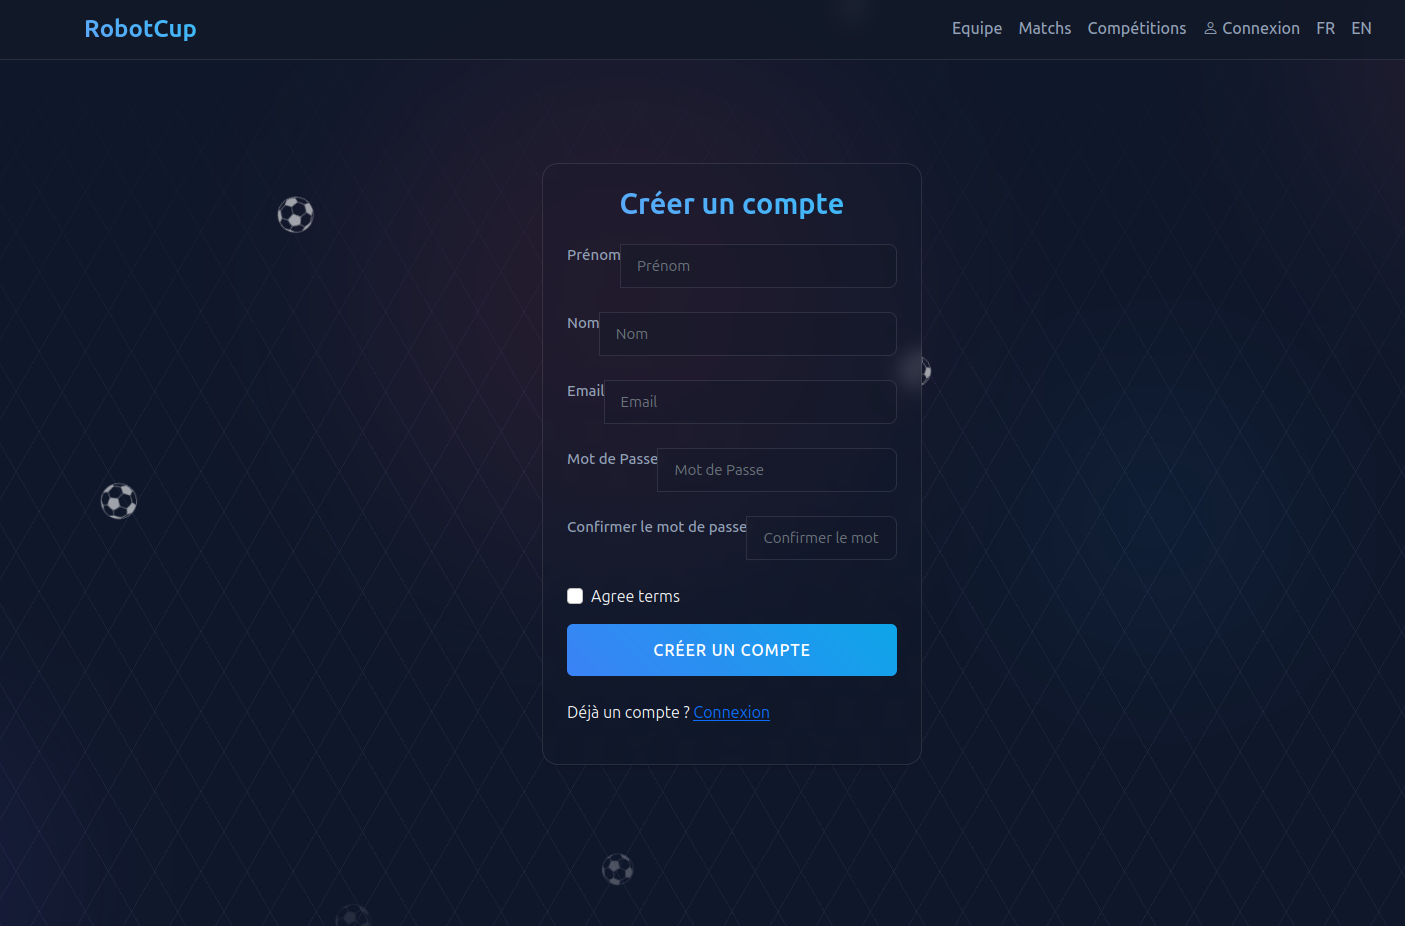 RobotCup
Equipe Matchs Compétitions Connexion FR EN
Créer un compte
Prénom Prénom
Nom Nom
Email Email
Mot de Passe Mot de Passe
Confirmer le mot de passe Confirmer le mot
Agree terms
CRÉER UN COMPTE
Déjà un compte ? Connexion